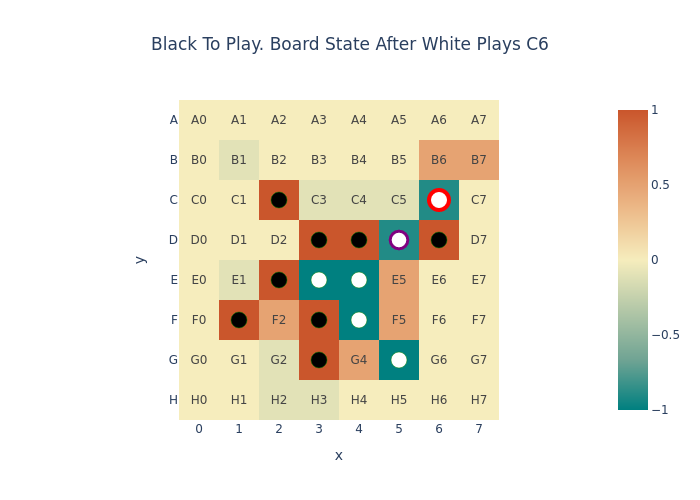 Black To Play. Board State After White Plays C6
A A0 A1 A2 A3 A4 A5 A6 A7
B B0 B1 B2 B3 B4 B5 B6 B7
C C0 C1 C3 C4 C5 C7
D D0 D1 D2 D7
E E0 E1 E5 E6 E7
F F0 F2 F5 F6 F7
G G0 G1 G2 G4 G6 G7
H H0 H1 H2 H3 H4 H5 H6 H7
0 1 2 3 4 5 6 7
x
y
1
0.5
0
−0.5
−1